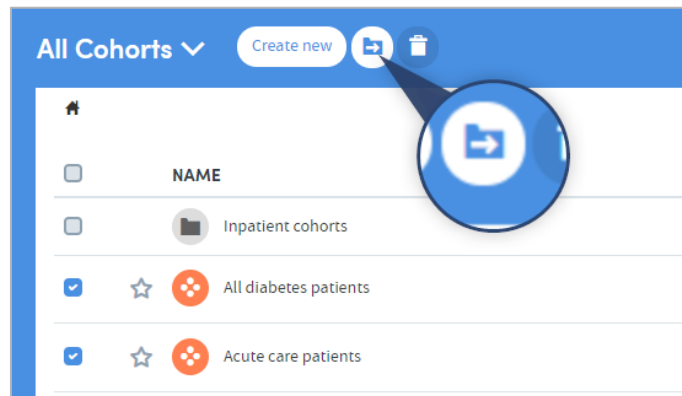 All Cohorts
Create new
NAME
Inpatient cohorts
All diabetes patients
Acute care patients